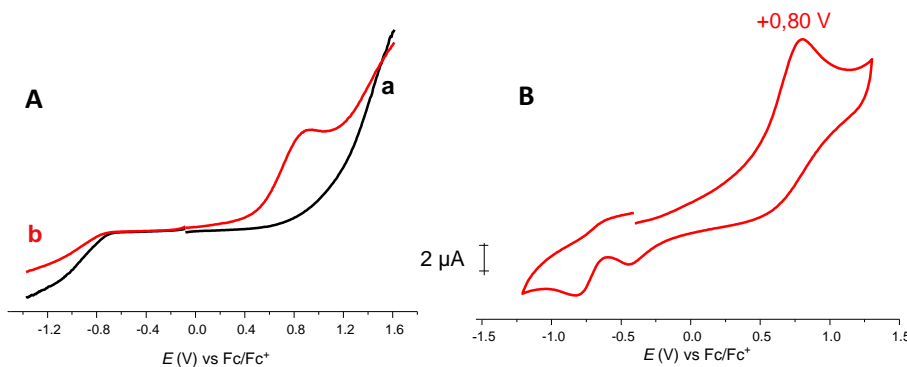 A
a
b
-1.2 -0.8 -0.4 0.0 0.4 0.8 1.2 1.6
E (V) vs Fc/Fc+
+0,80 V
B
2 µA
-1.5 -1.0 -0.5 0.0 0.5 1.0 1.5
E (V) vs Fc/Fc+